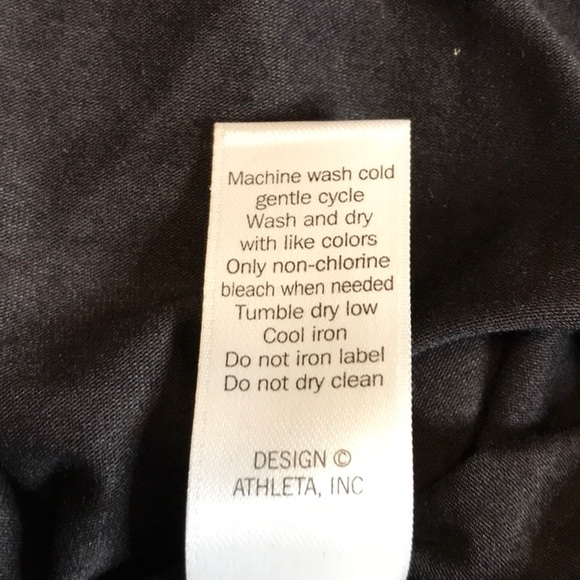 Machine wash cold
gentle cycle
Wash and dry
with like colors
Only non-chlorine
bleach when needed
Tumble dry low
Cool iron
Do not iron label
Do not dry clean
DESIGN ©
ATHLETA, INC